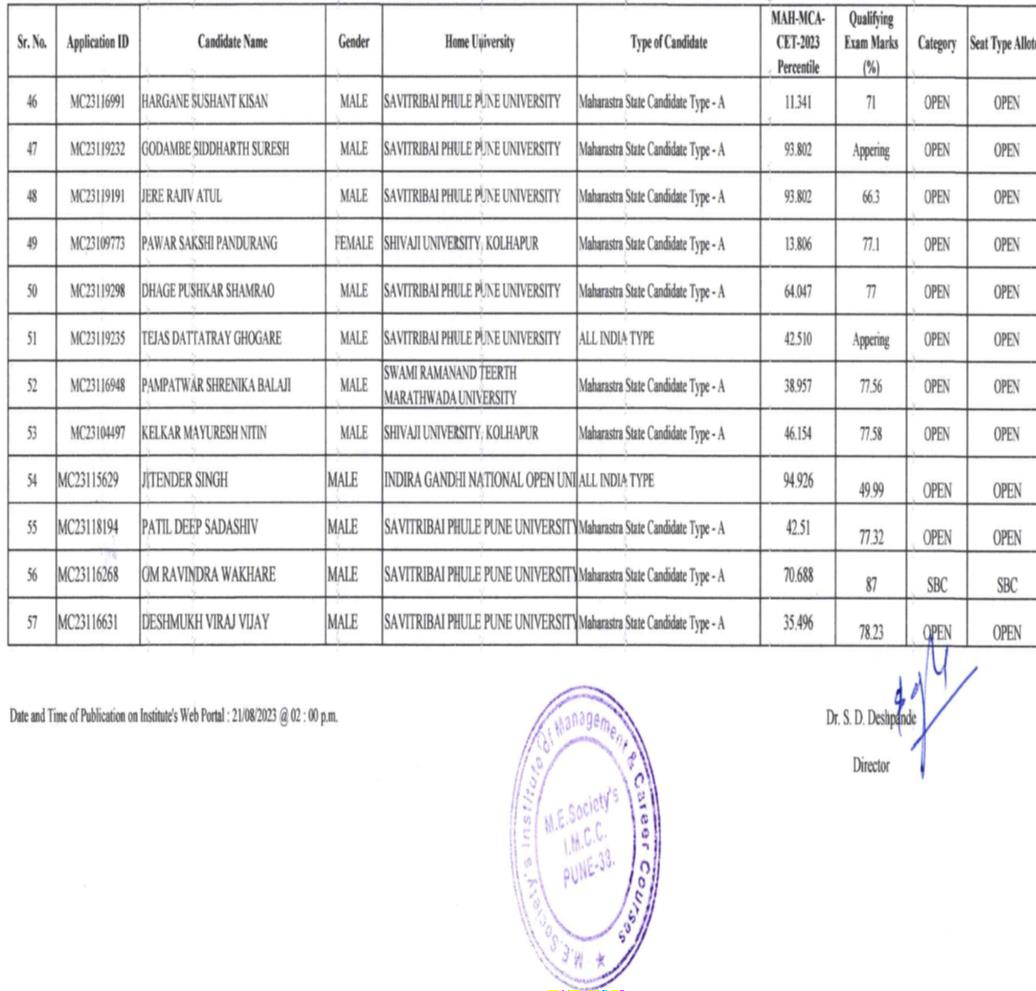 Sr. No. Application ID Candidate Name Gender Home University Type of Candidate MAH-MCA-CET-2023 Percentile Qualifying Exam Marks (%) Category Seat Type Allot
46 MC23116991 HARGANE SUSHANT KISAN MALE SAVITRIBAI PHULE PUNE UNIVERSITY Maharastra State Candidate Type - A 11.341 71 OPEN OPEN
47 MC23119232 GODAMBE SIDDHARTH SURESH MALE SAVITRIBAI PHULE PUNE UNIVERSITY Maharastra State Candidate Type - A 93.802 Appering OPEN OPEN
48 MC23119191 JERE RAJIV ATUL MALE SAVITRIBAI PHULE PUNE UNIVERSITY Maharastra State Candidate Type - A 93.802 66.3 OPEN OPEN
49 MC23109773 PAWAR SAKSHI PANDURANG FEMALE SHIVAJI UNIVERSITY, KOLHAPUR Maharastra State Candidate Type - A 13.806 77.1 OPEN OPEN
50 MC23119298 DHAGE PUSHKAR SHAMRAO MALE SAVITRIBAI PHULE PUNE UNIVERSITY Maharastra State Candidate Type - A 64.047 77 OPEN OPEN
51 MC23119235 TEJAS DATTATRAY GHOGARE MALE SAVITRIBAI PHULE PUNE UNIVERSITY ALL INDIA TYPE 42.510 Appering OPEN OPEN
52 MC23116948 PAMPATWAR SHRENIKA BALAJI MALE SWAMI RAMANAND TEERTH MARATHWADA UNIVERSITY Maharastra State Candidate Type - A 38.957 77.56 OPEN OPEN
53 MC23104497 KELKAR MAYURESH NITIN MALE SHIVAJI UNIVERSITY, KOLHAPUR Maharastra State Candidate Type - A 46.154 77.58 OPEN OPEN
54 MC23115629 JITENDER SINGH MALE INDIRA GANDHI NATIONAL OPEN UNI ALL INDIA TYPE 94.926 49.99 OPEN OPEN
55 MC23118194 PATIL DEEP SADASHIV MALE SAVITRIBAI PHULE PUNE UNIVERSITY Maharastra State Candidate Type - A 42.51 77.32 OPEN OPEN
56 MC23116268 OM RAVINDRA WAKHARE MALE SAVITRIBAI PHULE PUNE UNIVERSITY Maharastra State Candidate Type - A 70.688 87 SBC SBC
57 MC23116631 DESHMUKH VIRAJ VIJAY MALE SAVITRIBAI PHULE PUNE UNIVERSITY Maharastra State Candidate Type - A 35.496 78.23 OPEN OPEN
Date and Time of Publication on Institute's Web Portal : 21/08/2023 @ 02 : 00 p.m.
Dr. S. D. Deshpande
Director
M.E.Society's Institute of Management & Career Courses
M.E.Society's
I.M.C.C.
PUNE-38.